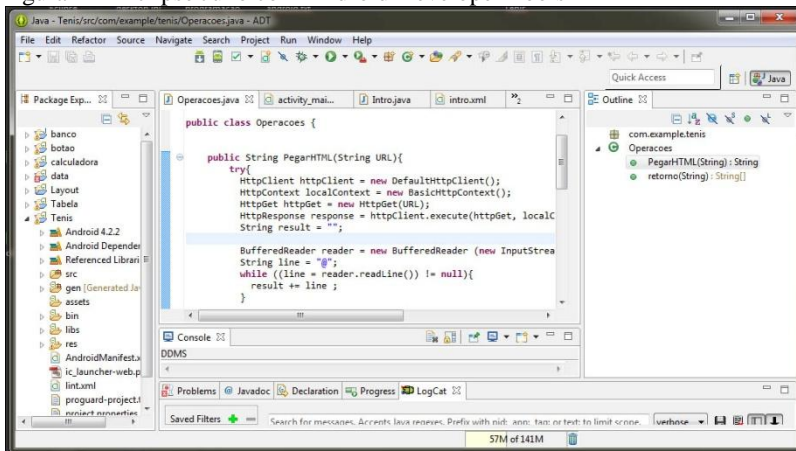 Java - Tenis/src/com/example/tenis/Operacoes.java - ADT
File Edit Refactor Source Navigate Search Project Run Window Help
Quick Access
Java
Package Exp...
banco
botao
calculadora
data
Layout
Tabela
Tenis
Android 4.2.2
Android Depender
Referenced Librari
src
gen [Generated Ja
assets
bin
libs
res
AndroidManifest.x
ic_launcher-web.p
lint.xml
proguard-project.t
project.properties
Operacoes.java activity_mai... Intro.java intro.xml »2
public class Operacoes {
public String PegarHTML(String URL){
try{
HttpClient httpClient = new DefaultHttpClient();
HttpContext localContext = new BasicHttpContext();
HttpGet httpGet = new HttpGet(URL);
HttpResponse response = httpClient.execute(httpGet, localC
String result = "";
BufferedReader reader = new BufferedReader (new InputStrea
String line = "@";
while ((line = reader.readLine()) != null){
result += line ;
}
Outline
com.example.tenis
Operacoes
PegarHTML(String) : String
retorno(String) : String[]
Console
DDMS
Problems Javadoc Declaration Progress LogCat
Saved Filters
Search for messages. Accepts Java regexes. Prefix with pid: app: tag: or text: to limit scope.
verbose
57M of 141M